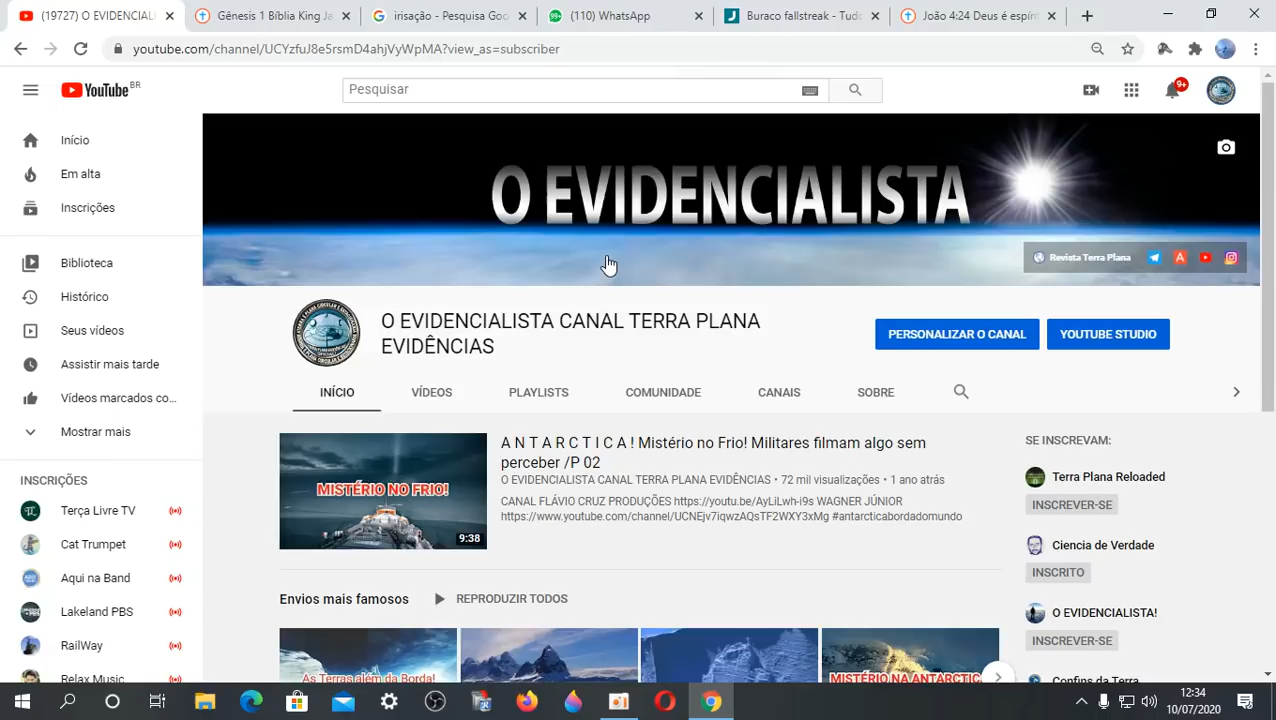 (19727) O EVIDENCIAL
Gênesis 1 Bíblia King Ja
irisação - Pesquisa Goo
(110) WhatsApp
Buraco fallstreak - Tudo
João 4:24 Deus é espíri
youtube.com/channel/UCYzfuJ8e5rsmD4ahjVyWpMA?view_as=subscriber
YouTube BR
Pesquisar
9+
Início
Em alta
Inscrições
Biblioteca
Histórico
Seus vídeos
Assistir mais tarde
Vídeos marcados co...
Mostrar mais
INSCRIÇÕES
Terça Livre TV
Cat Trumpet
Aqui na Band
Lakeland PBS
RailWay
Relax Music
O EVIDENCIALISTA
Revista Terra Plana
O EVIDENCIALISTA CANAL TERRA PLANA
EVIDÊNCIAS
PERSONALIZAR O CANAL
YOUTUBE STUDIO
INÍCIO VÍDEOS PLAYLISTS COMUNIDADE CANAIS SOBRE
MISTÉRIO NO FRIO!
9:38
A N T A R C T I C A ! Mistério no Frio! Militares filmam algo sem
perceber /P 02
O EVIDENCIALISTA CANAL TERRA PLANA EVIDÊNCIAS • 72 mil visualizações • 1 ano atrás
CANAL FLÁVIO CRUZ PRODUÇÕES https://youtu.be/AyLiLwh-i9s WAGNER JÚNIOR
https://www.youtube.com/channel/UCNEjv7iqwzAQsTF2WXY3xMg #antarcticabordadomundo
Envios mais famosos
REPRODUZIR TODOS
As Terras além da Borda!
MISTÉRIO NA ANTARCTIC
SE INSCREVAM:
Terra Plana Reloaded
INSCREVER-SE
Ciencia de Verdade
INSCRITO
O EVIDENCIALISTA!
INSCREVER-SE
Confins da Terra
12:34
10/07/2020